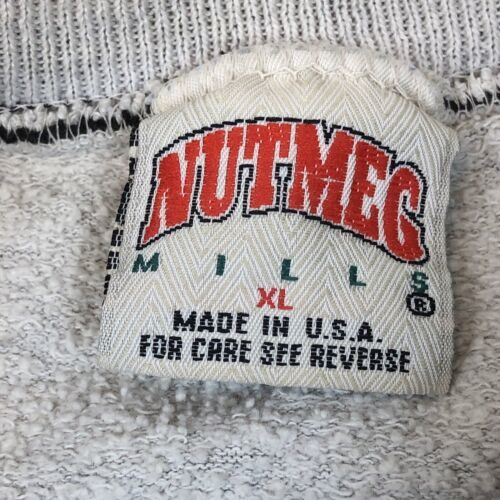 NUTMEG
MILLS ®
XL
MADE IN U.S.A.
FOR CARE SEE REVERSE